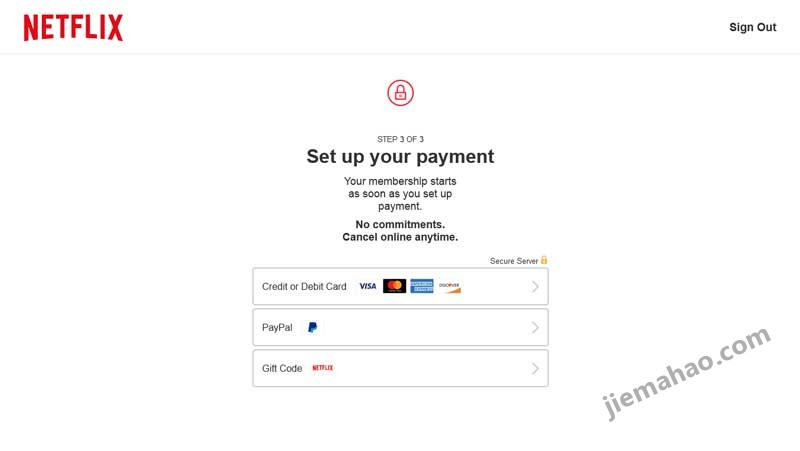 NETFLIX
Sign Out
STEP 3 OF 3
Set up your payment
Your membership starts
as soon as you set up
payment.
No commitments.
Cancel online anytime.
Secure Server
Credit or Debit Card VISA DISCOVER
PayPal
Gift Code NETFLIX
jiemahao.com